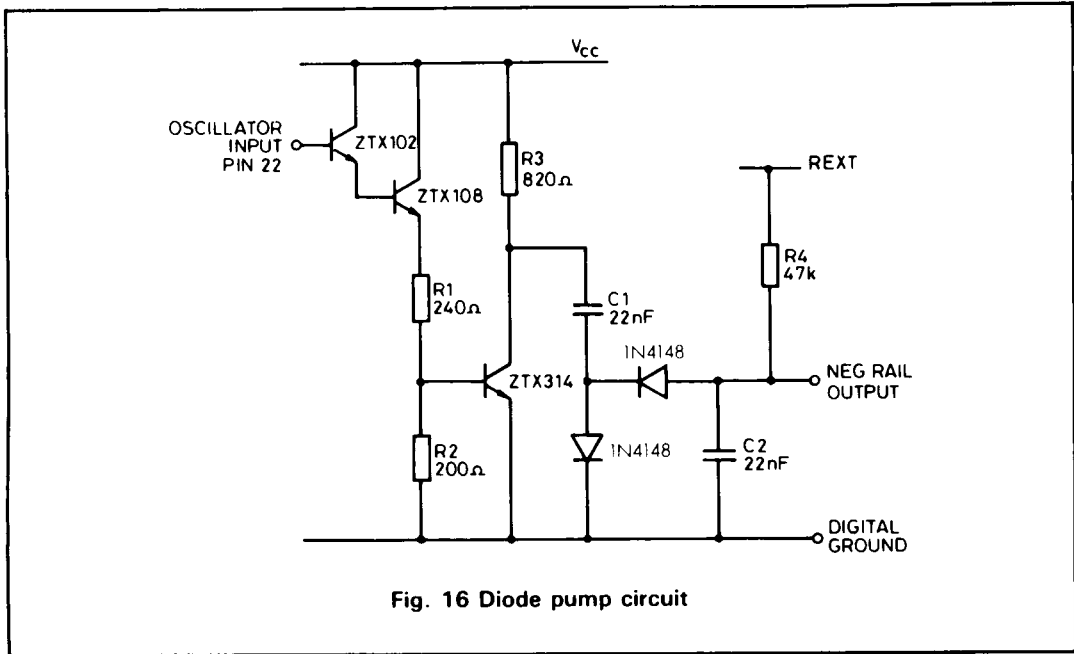 VCC
OSCILLATOR
INPUT
PIN 22
ZTX102
ZTX108
R3
820Ω
REXT
R4
47k
R1
240Ω
C1
22nF
1N4148
NEG RAIL
OUTPUT
ZTX314
R2
200Ω
1N4148
C2
22nF
DIGITAL
GROUND
Fig. 16 Diode pump circuit